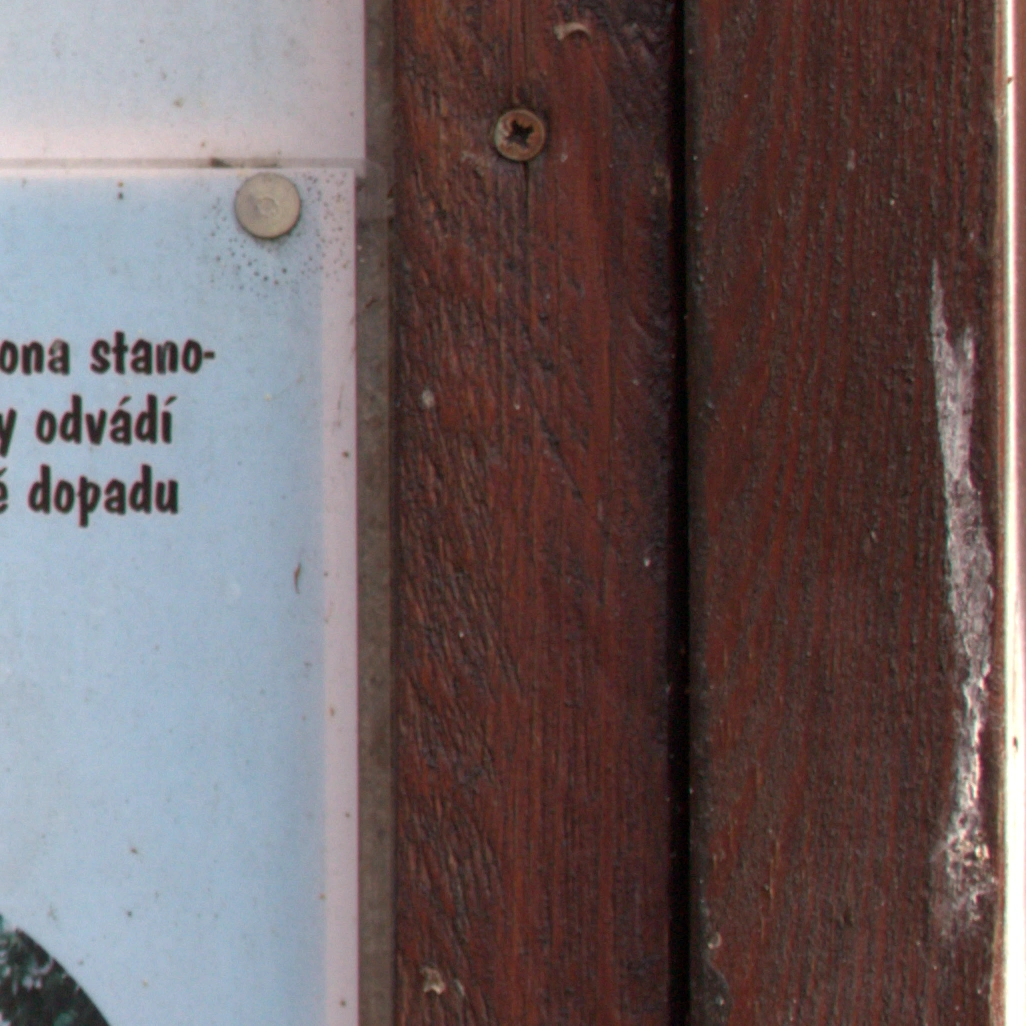 ona stano-
y odvádí
é dopadu